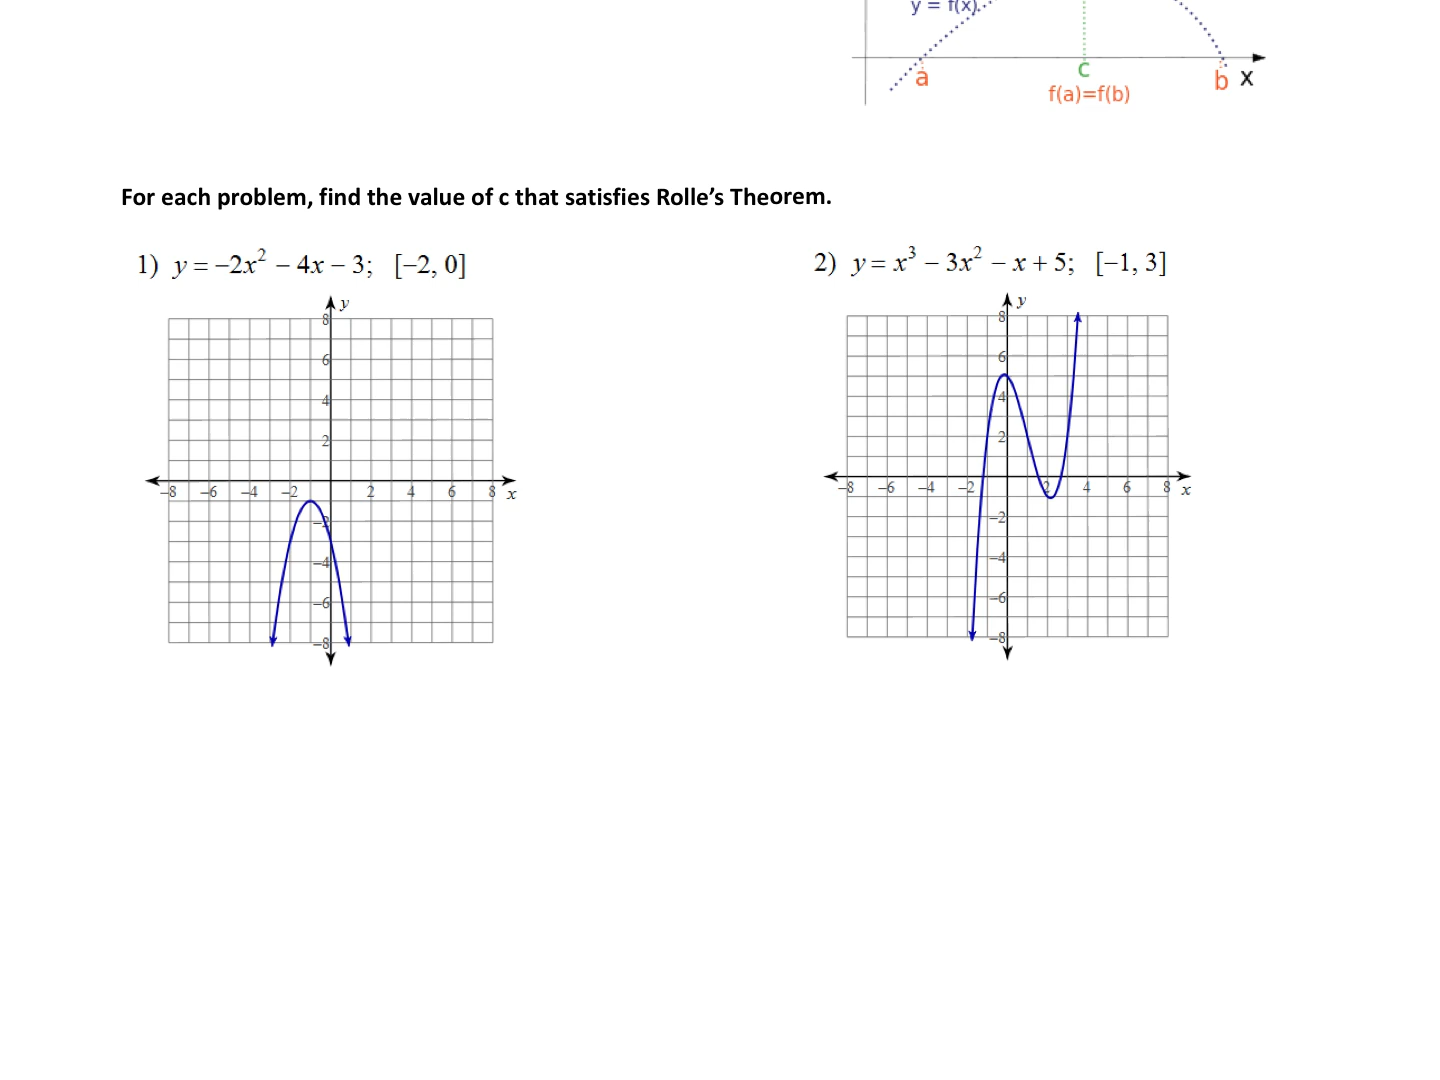 y = f(x)
a
c
b x
f(a)=f(b)
For each problem, find the value of c that satisfies Rolle’s Theorem.
1) y = −2x² − 4x − 3; [−2, 0]
2) y = x³ − 3x² − x + 5; [−1, 3]
y
8
6
4
2
−8 −6 −4 −2 2 4 6 8 x
−2
−4
−6
−8
y
8
6
4
2
−8 −6 −4 −2 2 4 6 8 x
−2
−4
−6
−8